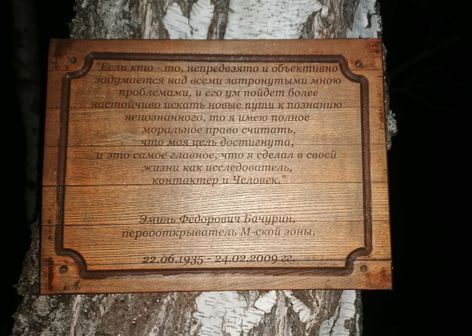 "Если кто - то, непредвзято и объективно
задумается над всеми затронутыми мною
проблемами, и его ум пойдет более
настойчиво искать новые пути к познанию
непознанного, то я имею полное
моральное право считать,
что моя цель достигнута,
и это самое главное, что я сделал в своей
жизни как исследователь,
контактёр и Человек."
Эмиль Фёдорович Бачурин,
первооткрыватель М-ской зоны,
22.06.1935 - 24.02.2009 гг.